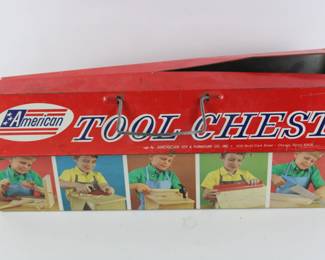 American
TOOL CHEST
AMERICAN TOY & FURNITURE CO., INC.